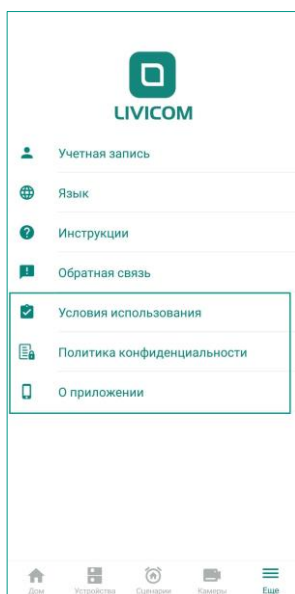 LIVICOM
Учетная запись
Язык
Инструкции
Обратная связь
Условия использования
Политика конфиденциальности
О приложении
Дом Устройства Сценарии Камеры Еще